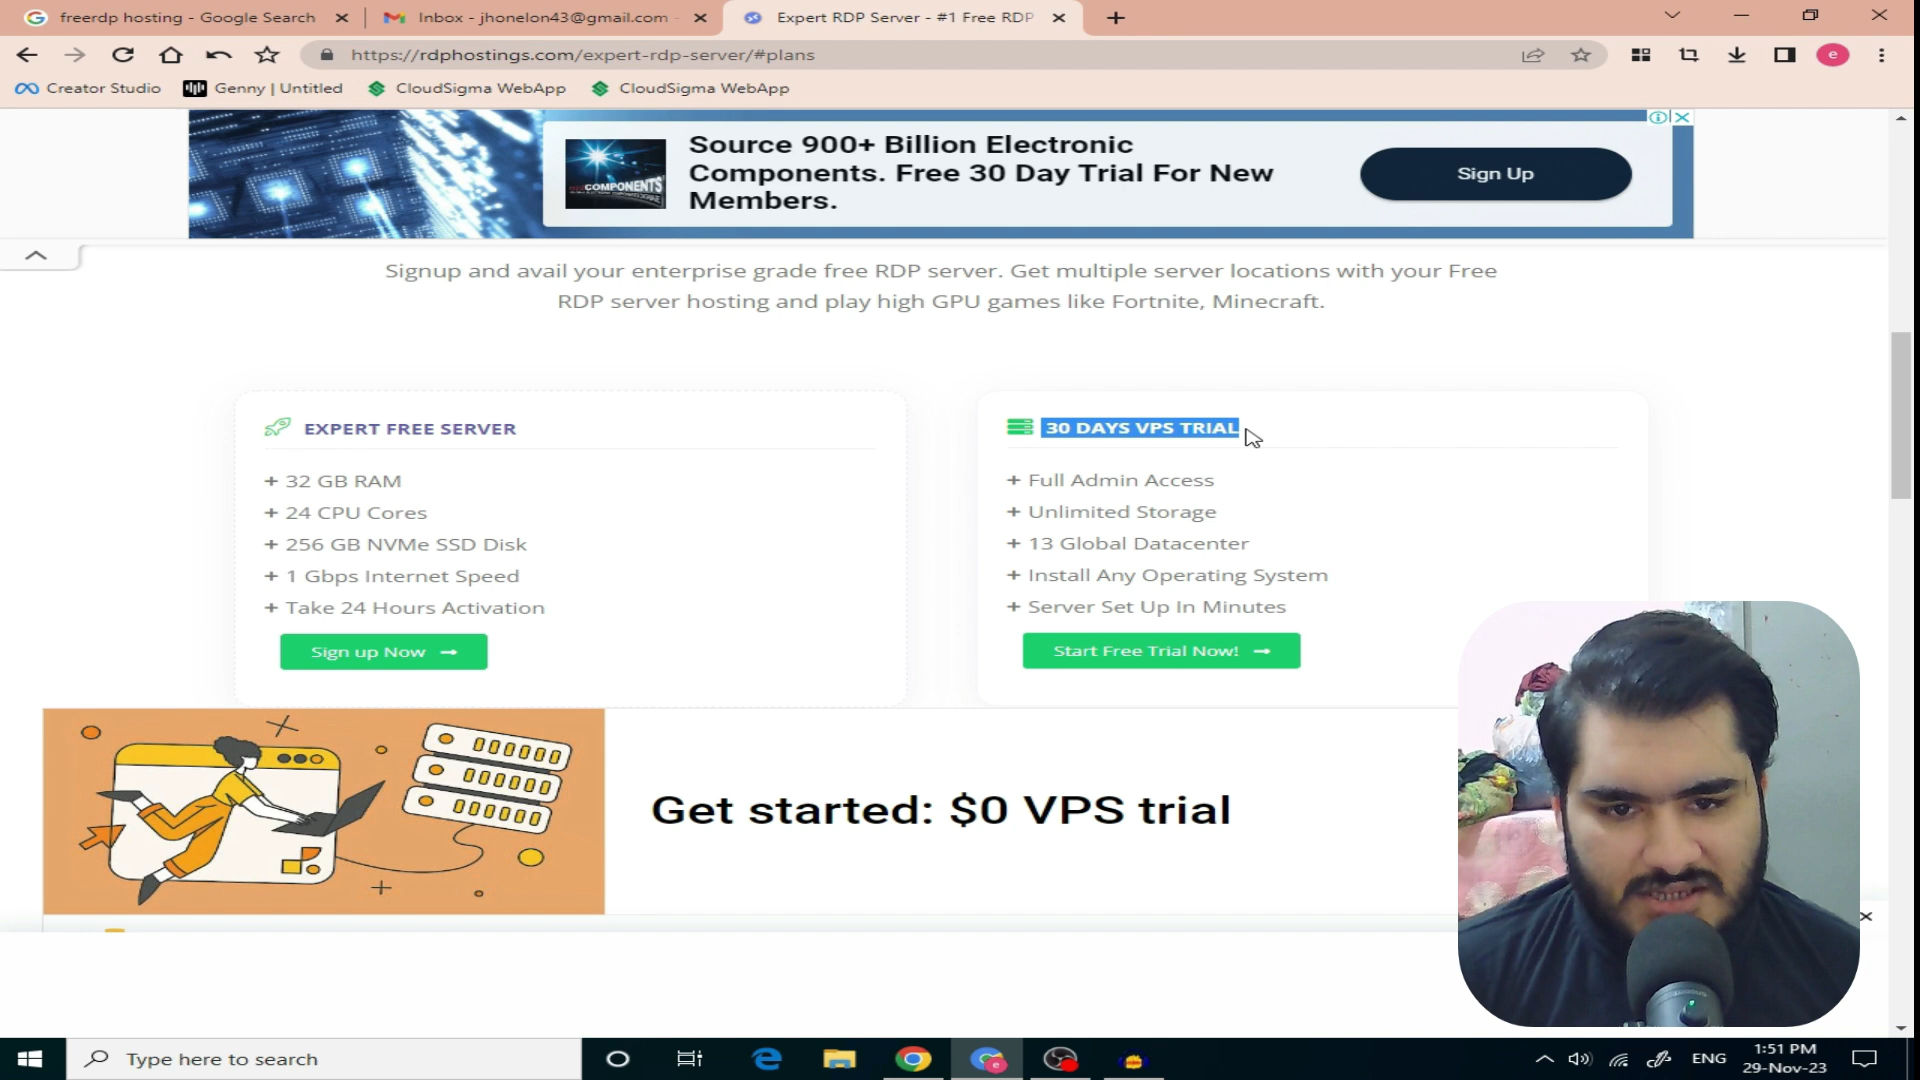 freerdp hosting - Google Search
Inbox - jhonelon43@gmail.com -
Expert RDP Server - #1 Free RDP
https://rdphostings.com/expert-rdp-server/#plans
e
Creator Studio
Genny | Untitled
CloudSigma WebApp
CloudSigma WebApp
COMPONENTS
Source 900+ Billion Electronic
Components. Free 30 Day Trial For New
Members.
Sign Up
Signup and avail your enterprise grade free RDP server. Get multiple server locations with your Free
RDP server hosting and play high GPU games like Fortnite, Minecraft.
EXPERT FREE SERVER
+ 32 GB RAM
+ 24 CPU Cores
+ 256 GB NVMe SSD Disk
+ 1 Gbps Internet Speed
+ Take 24 Hours Activation
Sign up Now →
30 DAYS VPS TRIAL
+ Full Admin Access
+ Unlimited Storage
+ 13 Global Datacenter
+ Install Any Operating System
+ Server Set Up In Minutes
Start Free Trial Now! →
Get started: $0 VPS trial
Type here to search
ENG
1:51 PM
29-Nov-23